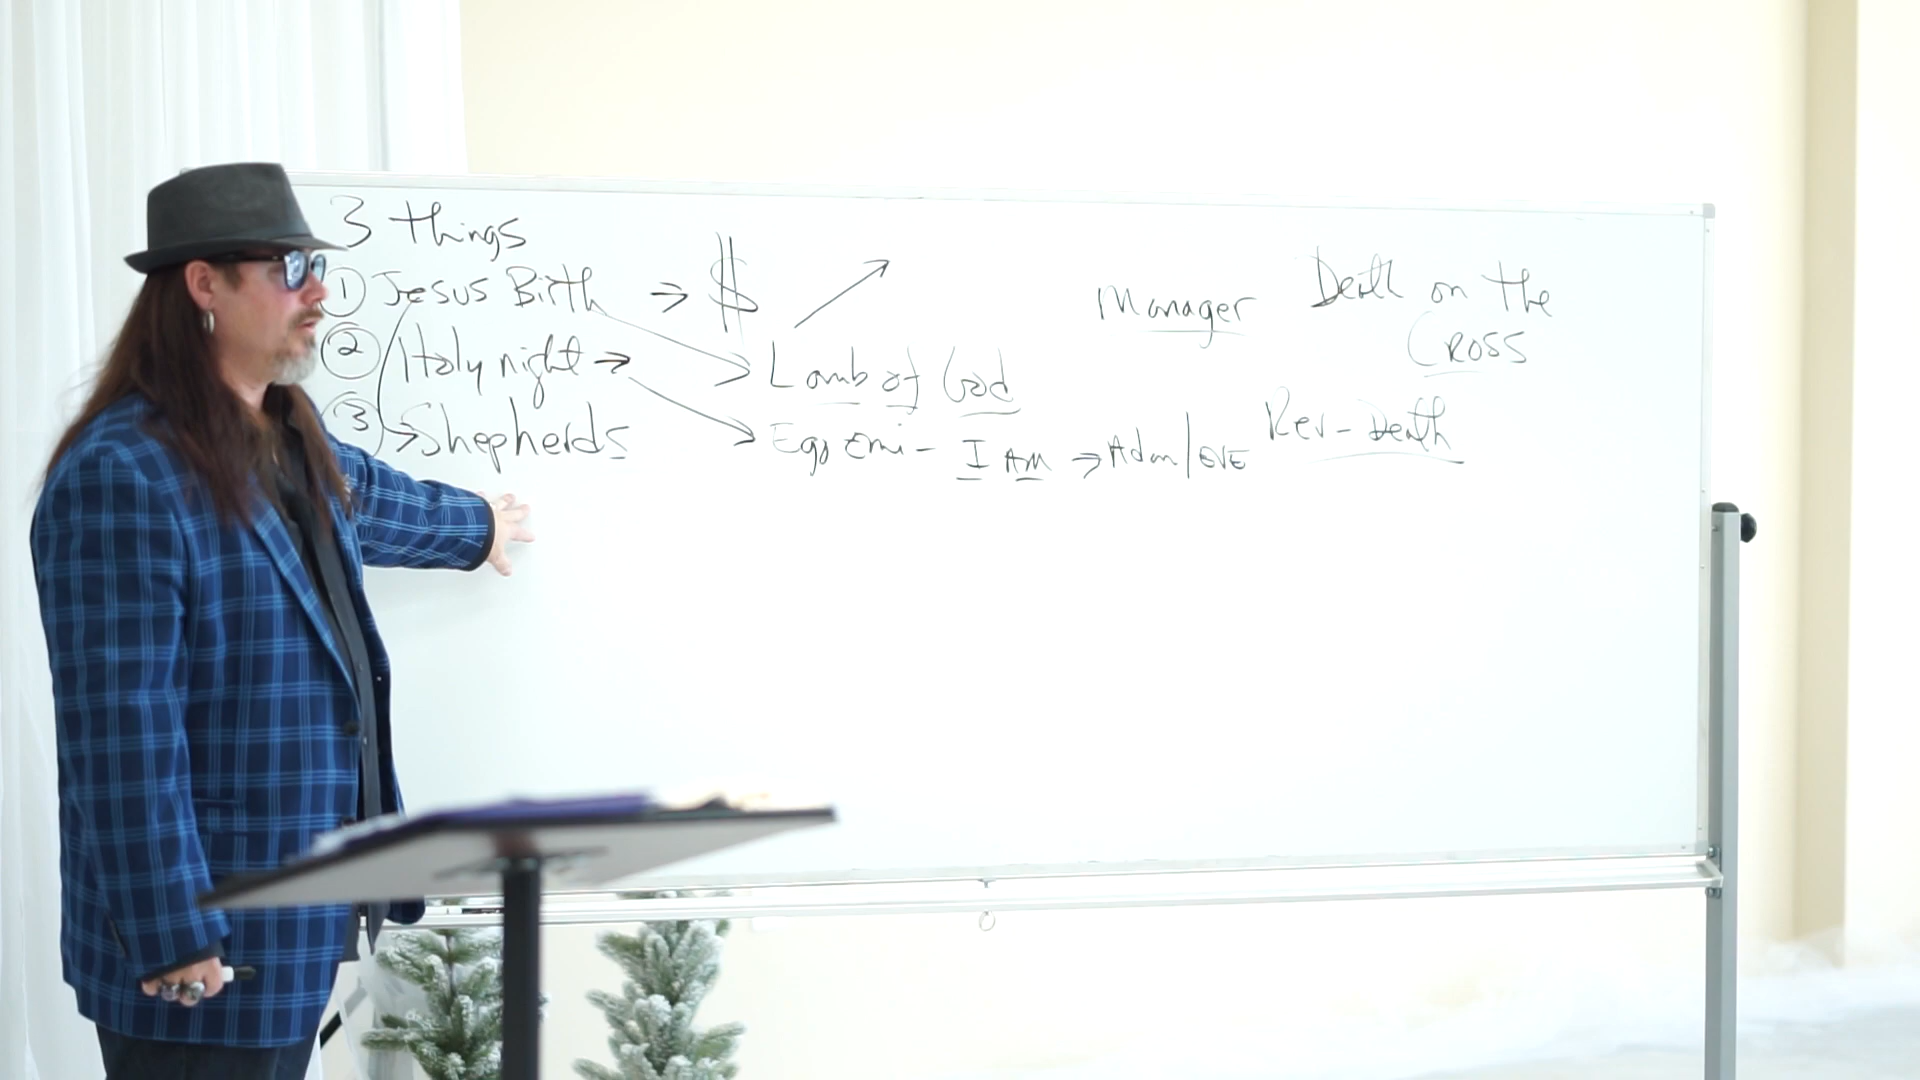 3 things
① Jesus Birth → $
② Holy night →
③ → Shepherds
Lamb of God
Ego Emi - I AM → Adam/EVE
Manager
Death on the
CROSS
Rev - Death